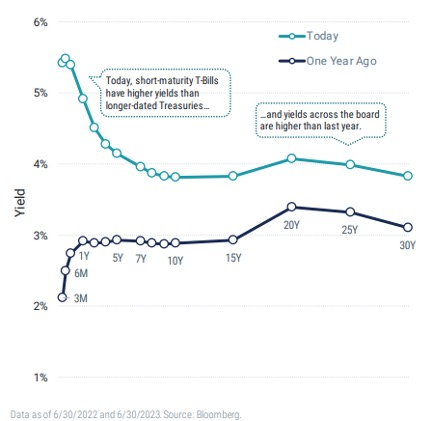 6%
Today
One Year Ago
Today, short-maturity T-Bills
have higher yields than
longer-dated Treasuries...
5%
...and yields across the board
are higher than last year.
4%
Yield
3%
1Y
5Y
7Y
10Y
15Y
20Y
25Y
30Y
6M
3M
2%
1%
Data as of 6/30/2022 and 6/30/2023. Source: Bloomberg.